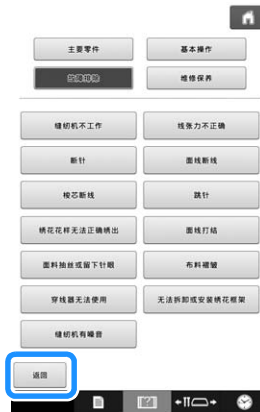 主要零件
基本操作
故障排除
维修保养
缝纫机不工作
线张力不正确
断针
面线断线
梭芯断线
跳针
绣花花样无法正确绣出
面线打结
面料抽丝或留下针眼
布料褶皱
穿线器无法使用
无法拆卸或安装绣花框架
缝纫机有噪音
返回